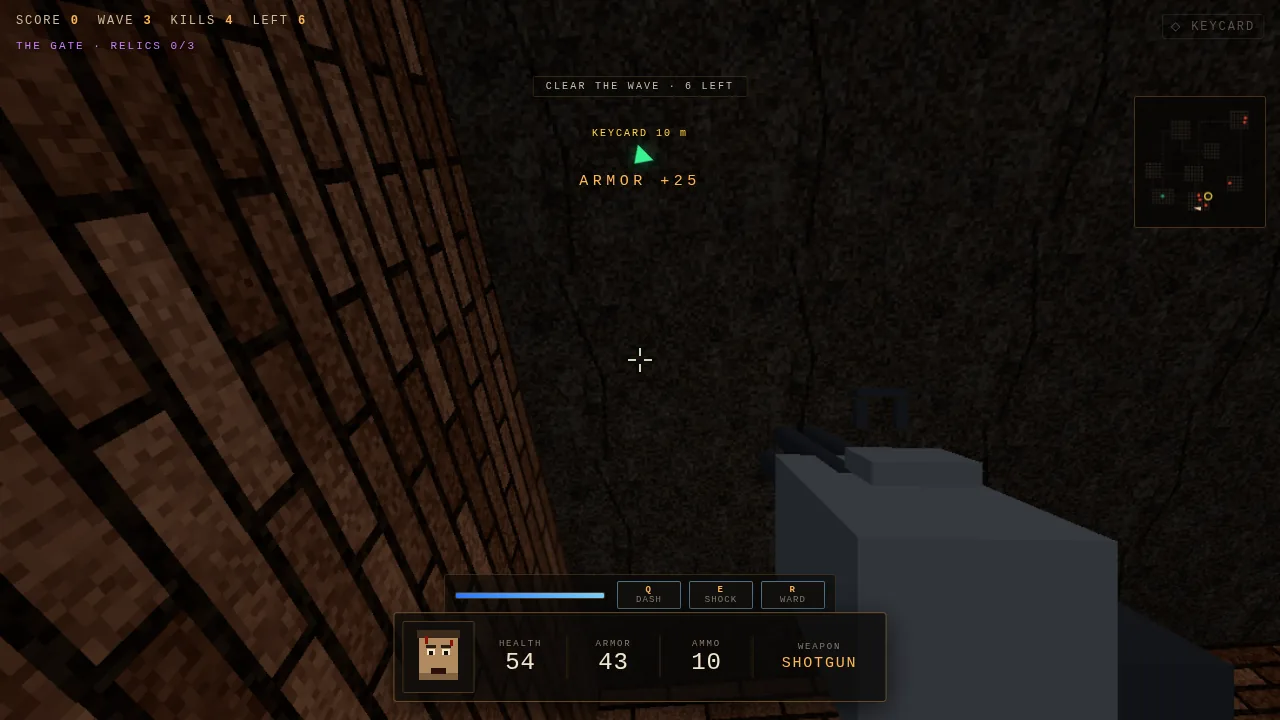 SCORE 0 WAVE 3 KILLS 4 LEFT 6
THE GATE · RELICS 0/3
◇ KEYCARD
CLEAR THE WAVE · 6 LEFT
KEYCARD 10 m
ARMOR +25
Q
DASH
E
SHOCK
R
WARD
HEALTH
54
ARMOR
43
AMMO
10
WEAPON
SHOTGUN